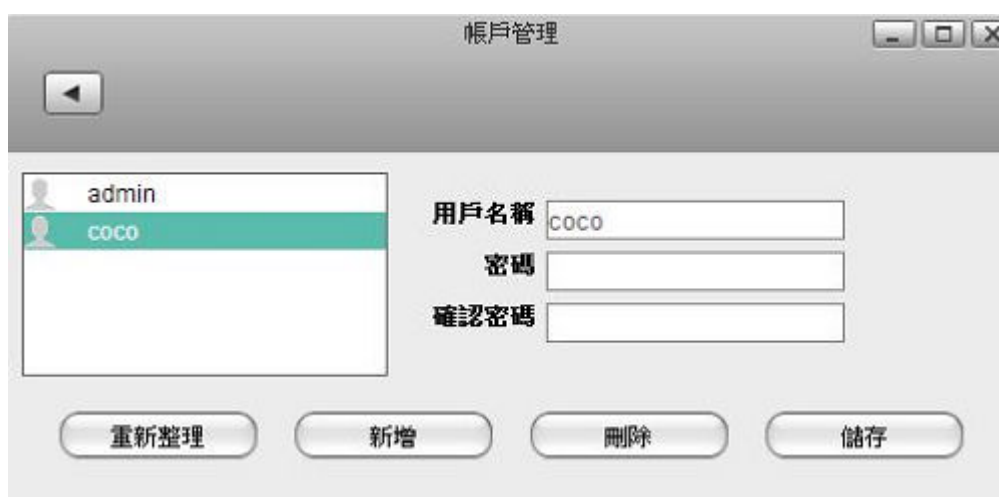 帳戶管理
admin
coco
用戶名稱 coco
密碼
確認密碼
重新整理 新增 刪除 儲存